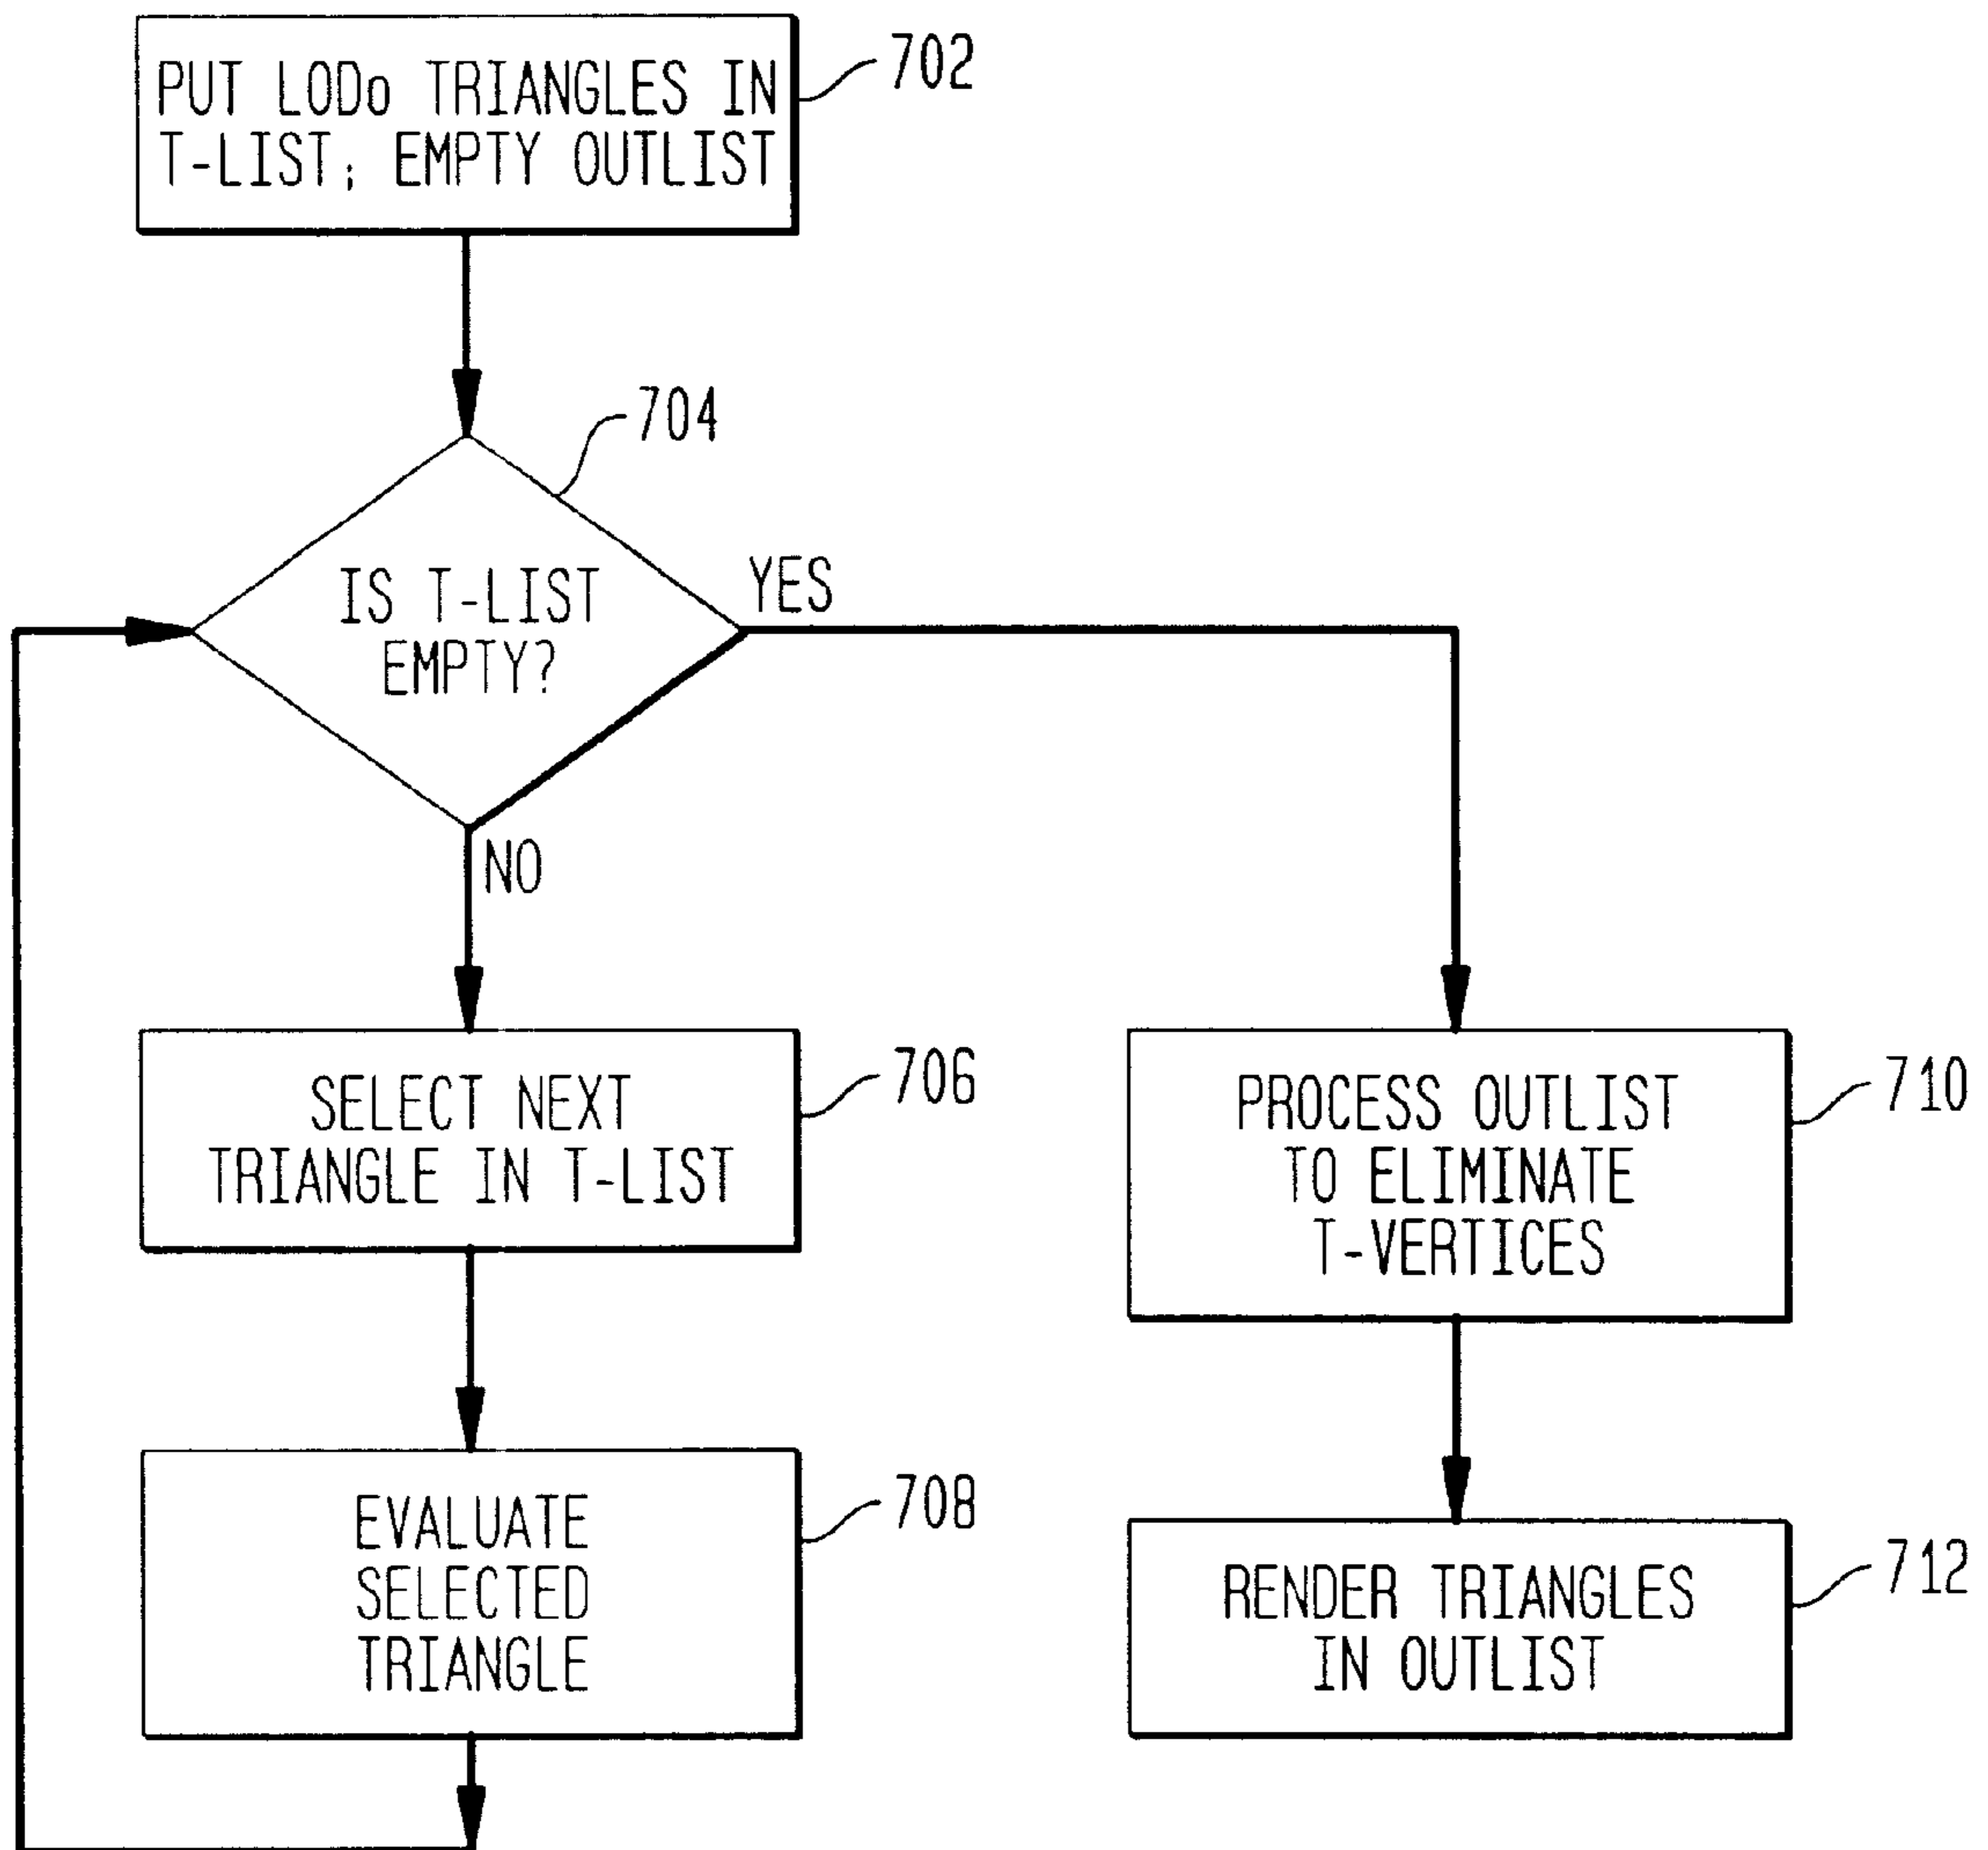 PUT LODo TRIANGLES IN
T-LIST; EMPTY OUTLIST
702
704
IS T-LIST
EMPTY?
YES
NO
SELECT NEXT
TRIANGLE IN T-LIST
706
PROCESS OUTLIST
TO ELIMINATE
T-VERTICES
710
EVALUATE
SELECTED
TRIANGLE
708
RENDER TRIANGLES
IN OUTLIST
712